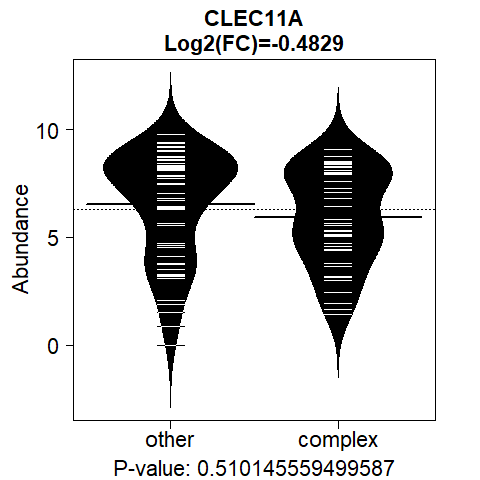 CLEC11A
Log2(FC)=-0.4829
Abundance
10
5
0
other complex
P-value: 0.510145559499587